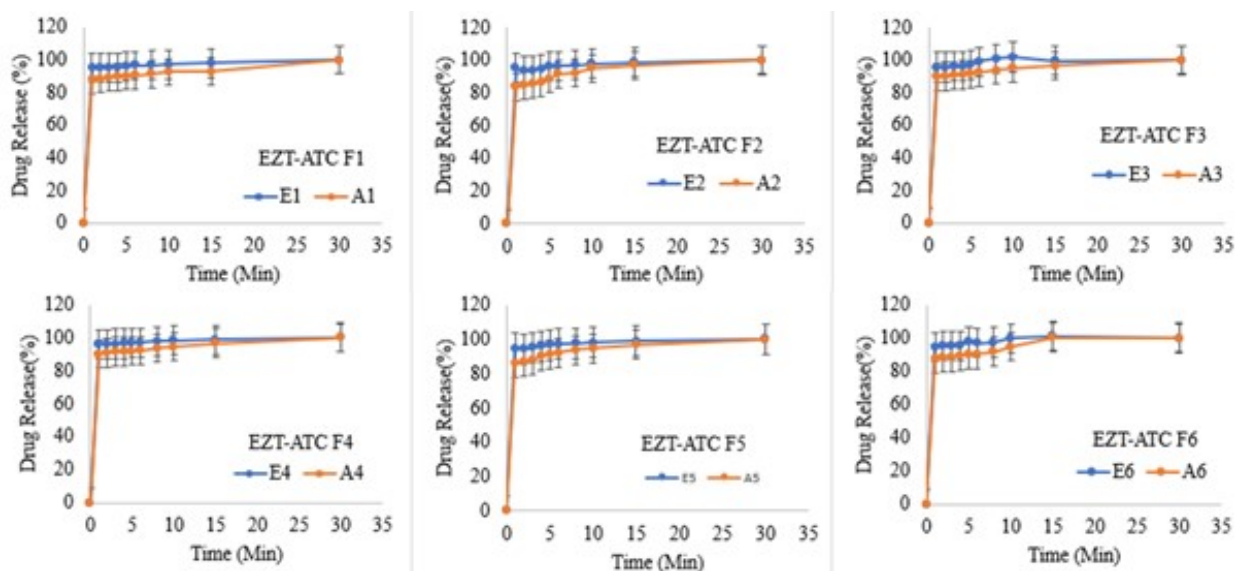 120
100
80
60
40
20
0
Drug Release (%)
EZT-ATC F1
E1 A1
0 5 10 15 20 25 30 35
Time (Min)
120
100
80
60
40
20
0
Drug Release(%)
EZT-ATC F2
E2 A2
0 5 10 15 20 25 30 35
Time (Min)
120
100
80
60
40
20
0
Drug Release(%)
EZT-ATC F3
E3 A3
0 5 10 15 20 25 30 35
Time (Min)
120
100
80
60
40
20
0
Drug Release(%)
EZT-ATC F4
E4 A4
0 5 10 15 20 25 30 35
Time (Min)
120
100
80
60
40
20
0
Drug Release(%)
EZT-ATC F5
E5 A5
0 5 10 15 20 25 30 35
Time (Min)
120
100
80
60
40
20
0
Drug Release(%)
EZT-ATC F6
E6 A6
0 5 10 15 20 25 30 35
Time (Min)